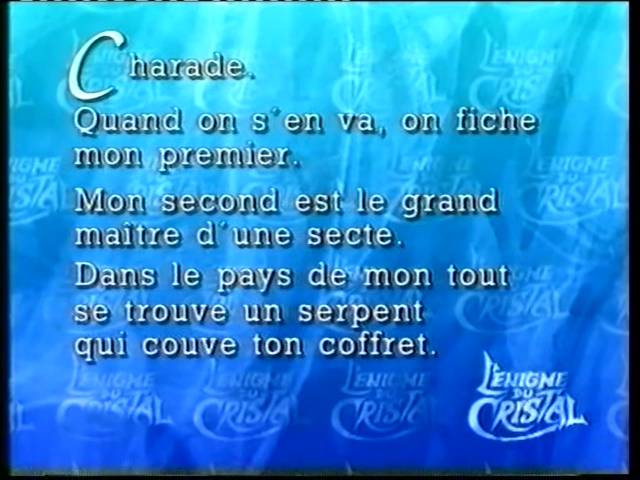 Charade.
Quand on s'en va, on fiche
mon premier.
Mon second est le grand
maître d'une secte.
Dans le pays de mon tout
se trouve un serpent
qui couve ton coffret.
L'ENIGME
DU
CRISTAL